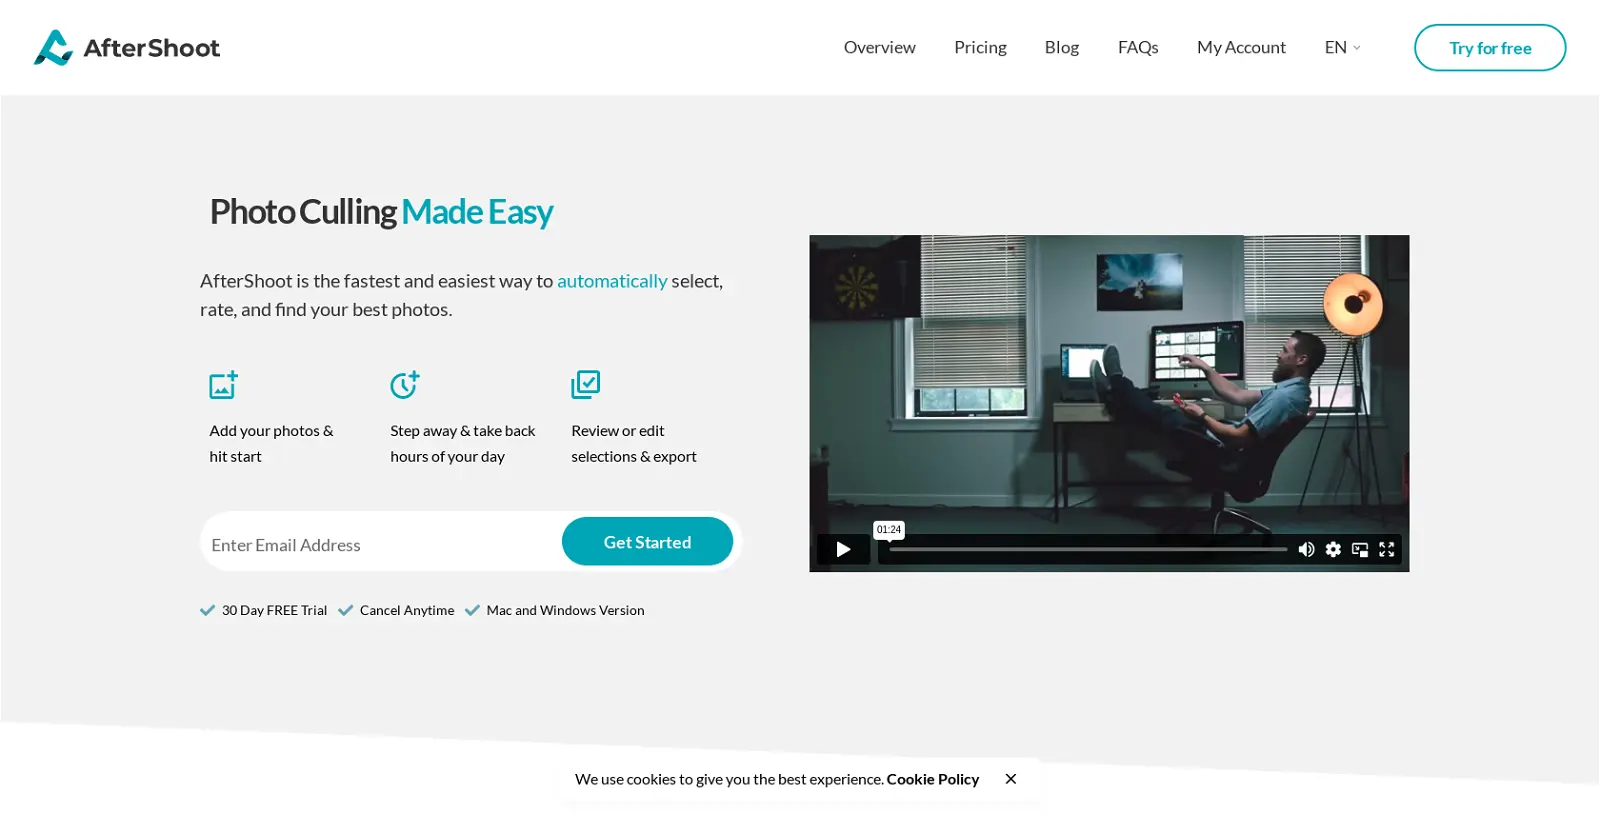 AfterShoot
Overview
Pricing
Blog
FAQs
My Account
EN
Try for free
Photo Culling Made Easy
AfterShoot is the fastest and easiest way to automatically select,
rate, and find your best photos.
Add your photos &
hit start
Step away & take back
hours of your day
Review or edit
selections & export
Enter Email Address
Get Started
30 Day FREE Trial
Cancel Anytime
Mac and Windows Version
01:24
We use cookies to give you the best experience. Cookie Policy